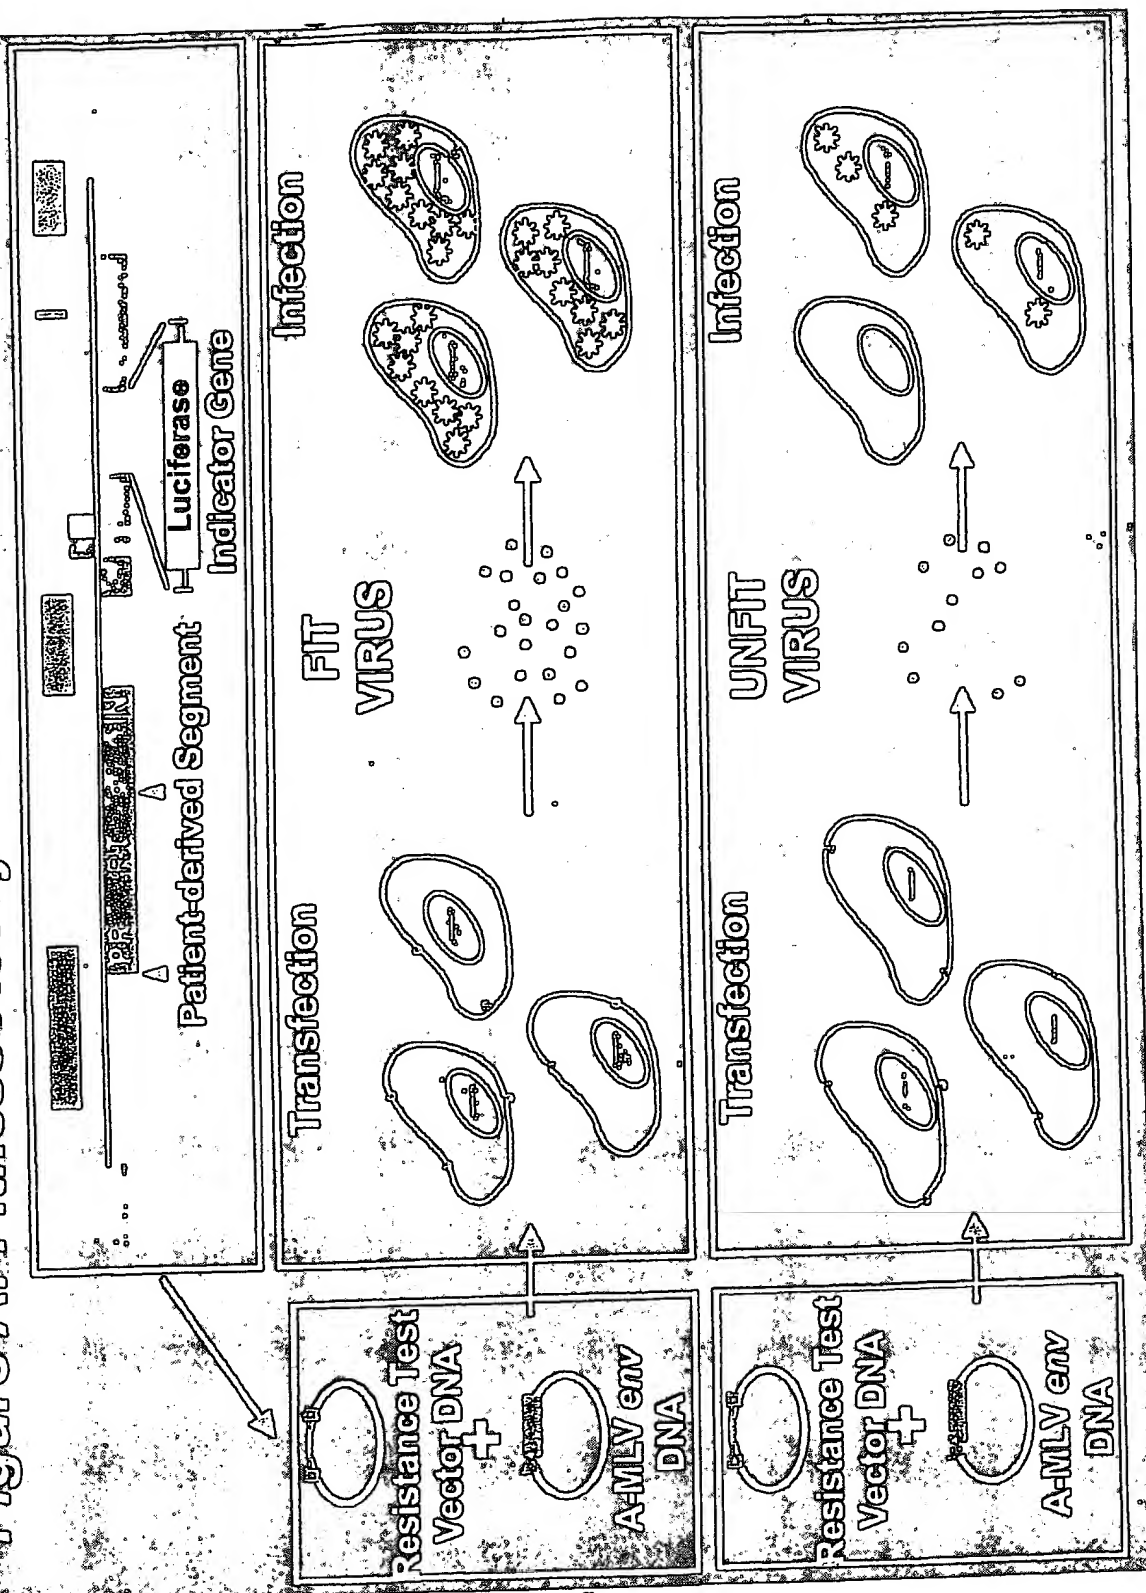 Patient-derived Segment
Luciferase
Indicator Gene
Resistance Test
Vector DNA
+
A-MLV env
DNA
Transfection
FIT
VIRUS
Infection
Resistance Test
Vector DNA
+
A-MLV env
DNA
Transfection
UNFIT
VIRUS
Infection